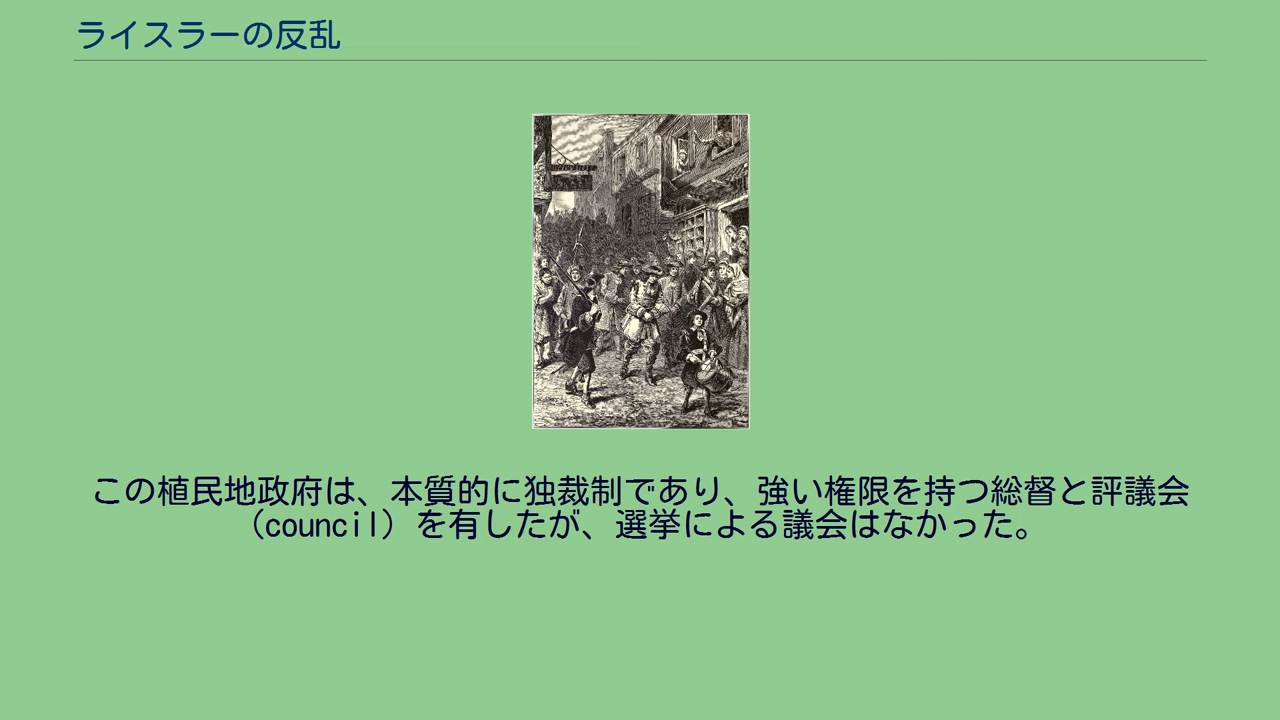 ライスラーの反乱
この植民地政府は、本質的に独裁制であり、強い権限を持つ総督と評議会
（council）を有したが、選挙による議会はなかった。